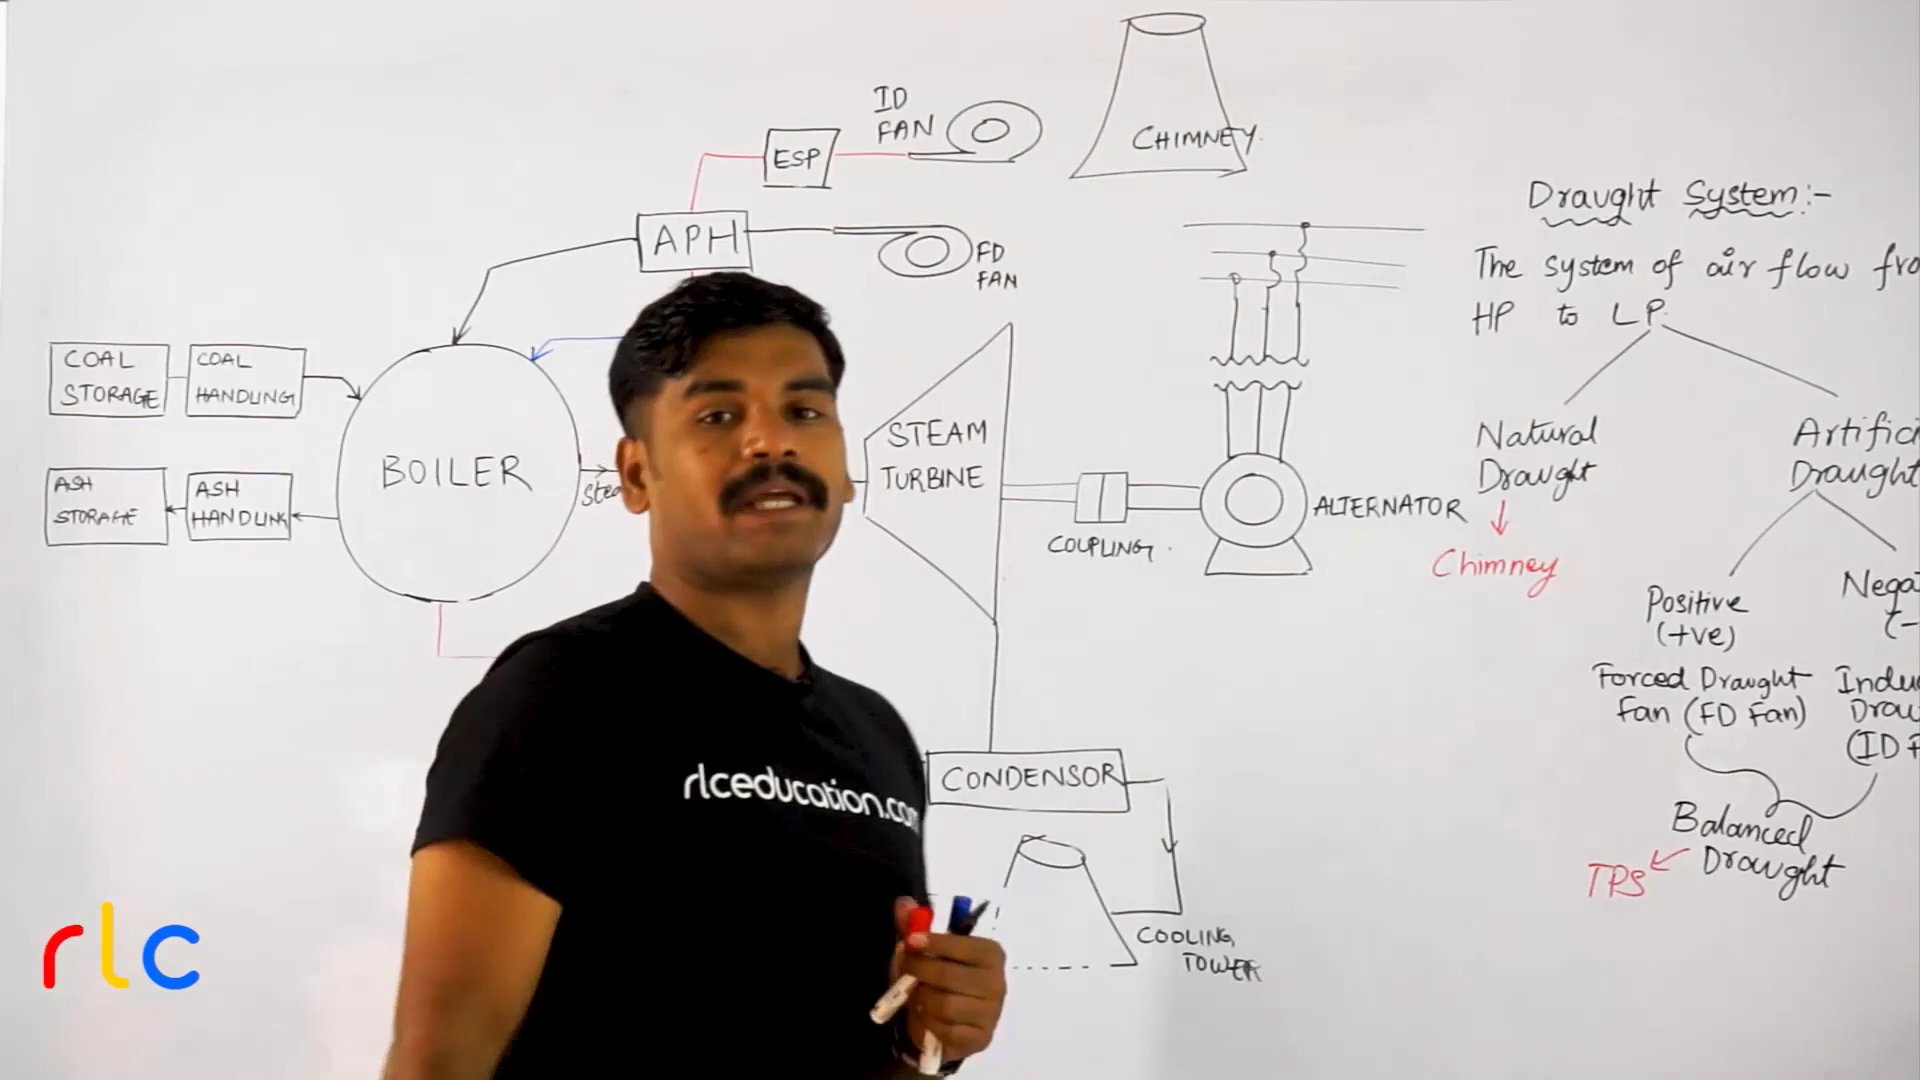 ID
FAN
ESP
CHIMNEY
APH
FD
FAN
COAL
STORAGE
COAL
HANDLING
BOILER
ASH
STORAGE
ASH
HANDLING
STEAM
TURBINE
COUPLING
ALTERNATOR
CONDENSOR
COOLING
TOWER
Draught System:-
The system of air flow
HP to LP.
Natural
Draught
Chimney
Draught
Positive
(+ve)
Forced Draught
Fan (FD Fan)
(ID
Balanced
Draught
TPS
rlceducation.com
rlc